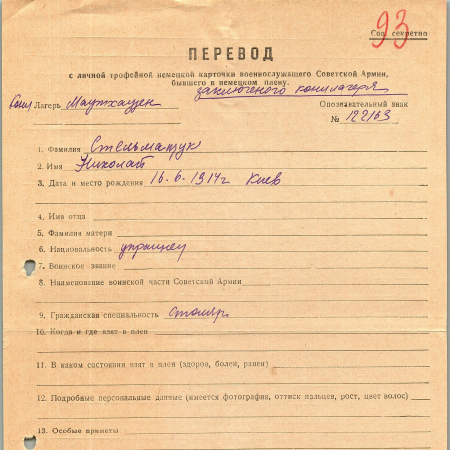 93
Сов. секретно
ПЕРЕВОД
с личной трофейной немецкой карточки военнослужащего Советской Армии,
бывшего в немецком плену.
заключеного концлагеря
Конц Лагерь Маутхаузен
Опознавательный знак
№ 122163
1. Фамилия Стельмащук
2. Имя Николай
3. Дата и место рождения 16.6.1914г Киев
4. Имя отца
5. Фамилия матери
6. Национальность украинец
7. Воинское звание
8. Наименование воинской части Советской Армии
9. Гражданская специальность Столяр.
10. Когда и где взят в плен
11. В каком состоянии взят в плен (здоров, болен, ранен)
12. Подробные персональные данные (имеется фотография, оттиск пальцев, рост, цвет волос)
13. Особые приметы